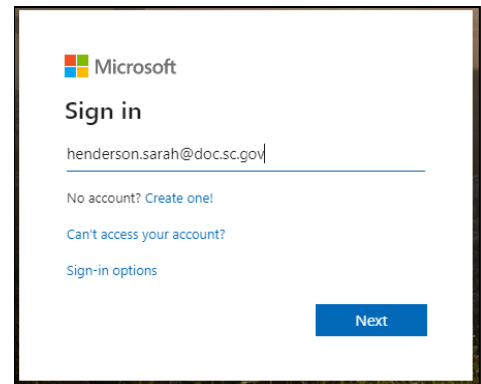 Microsoft
Sign in
henderson.sarah@doc.sc.gov
No account? Create one!
Can't access your account?
Sign-in options
Next